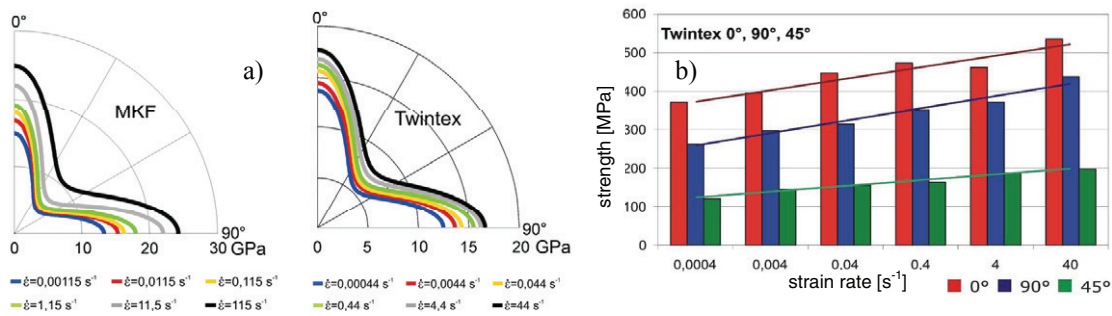 0°
a)
MKF
90°
0 10 20 30 GPa
ε̇=0,00115 s⁻¹ ε̇=0,0115 s⁻¹ ε̇=0,115 s⁻¹
ε̇=1,15 s⁻¹ ε̇=11,5 s⁻¹ ε̇=115 s⁻¹
0°
Twintex
90°
0 5 10 15 20 GPa
ε̇=0,00044 s⁻¹ ε̇=0,0044 s⁻¹ ε̇=0,044 s⁻¹
ε̇=0,44 s⁻¹ ε̇=4,4 s⁻¹ ε̇=44 s⁻¹
Twintex 0°, 90°, 45°
b)
strength [MPa]
600
500
400
300
200
100
0
0,0004 0,004 0.04 0.4 4 40
strain rate [s⁻¹]
0° 90° 45°